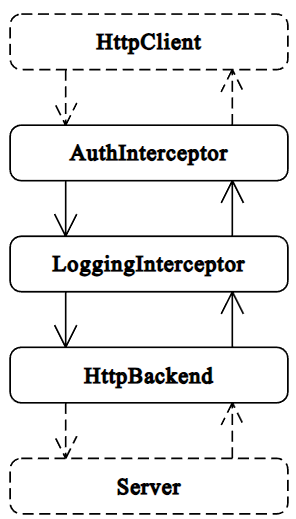 HttpClient
AuthInterceptor
LoggingInterceptor
HttpBackend
Server